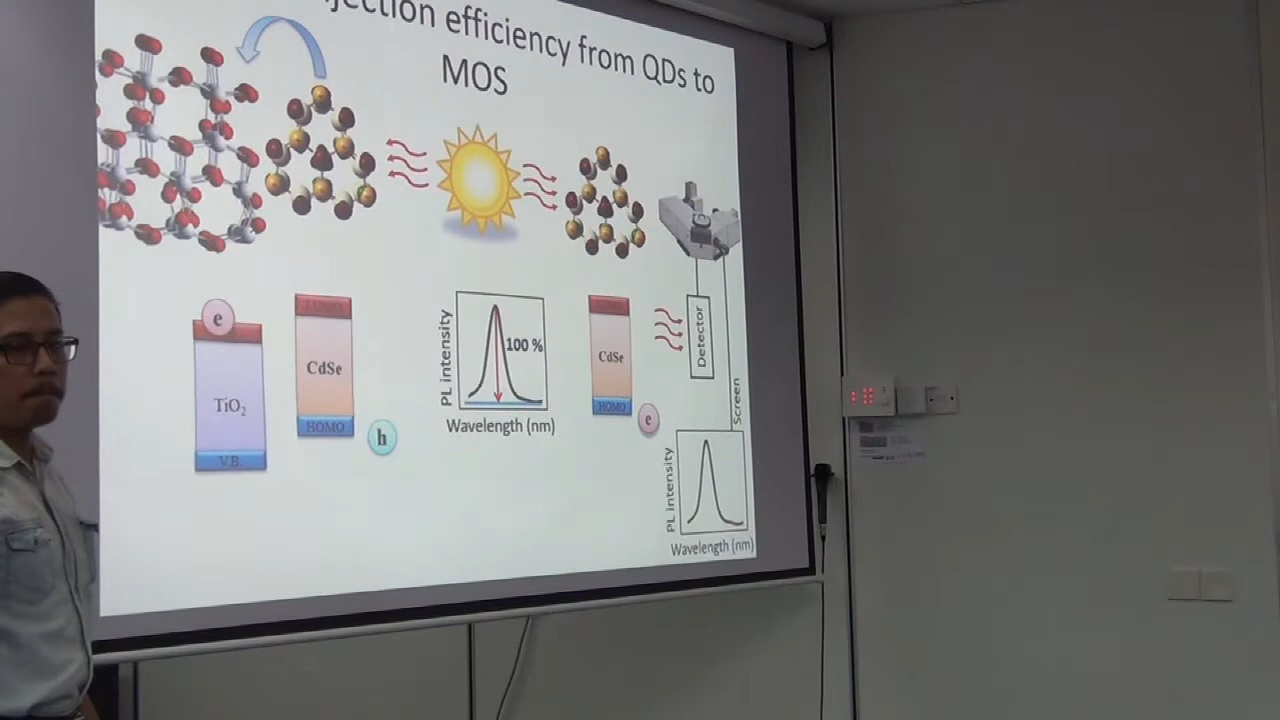 jection efficiency from QDs to
MOS
e
TiO2
V.B.
CdSe
HOMO
h
PL intensity
100 %
Wavelength (nm)
CdSe
HOMO
e
Detector
Screen
PL intensity
Wavelength (nm)